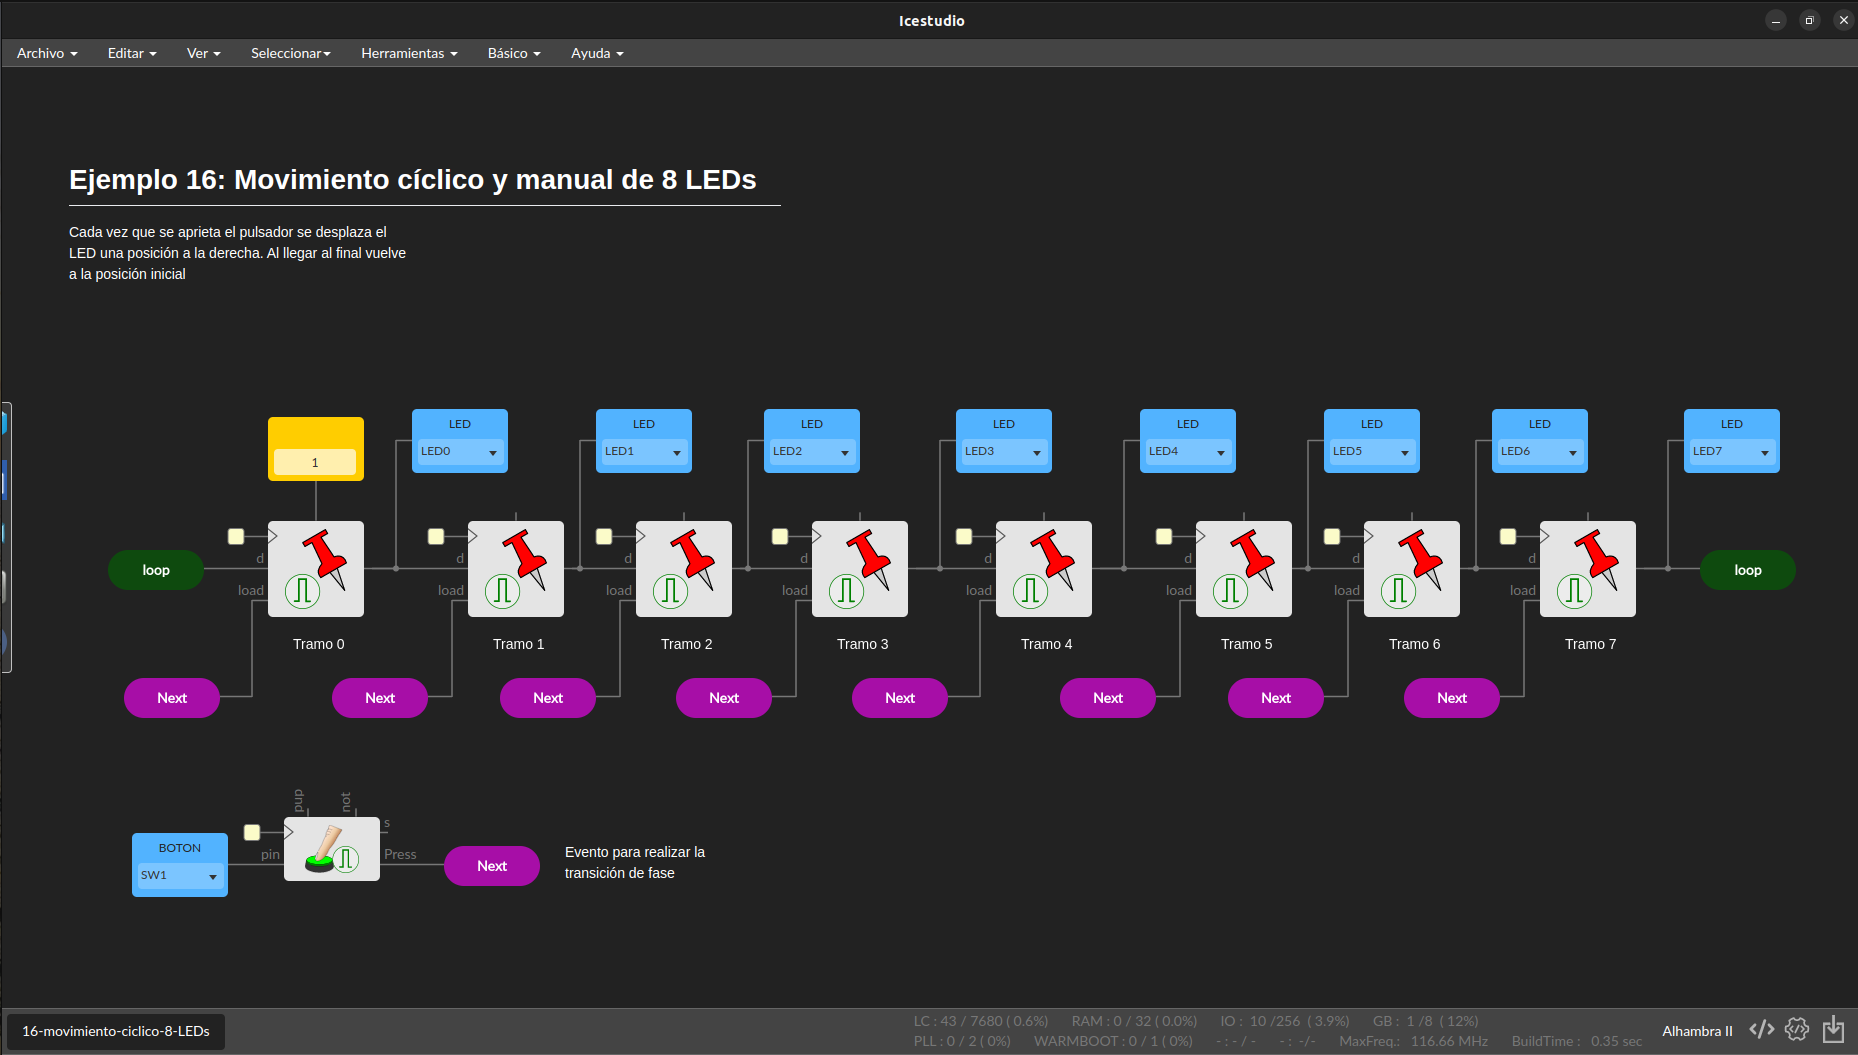 Icestudio
Archivo Editar Ver Seleccionar Herramientas Básico Ayuda
Ejemplo 16: Movimiento cíclico y manual de 8 LEDs
Cada vez que se aprieta el pulsador se desplaza el
LED una posición a la derecha. Al llegar al final vuelve
a la posición inicial
LED LED LED LED LED LED LED LED
LED0 LED1 LED2 LED3 LED4 LED5 LED6 LED7
1
d d d d d d d d
loop loop
load load load load load load load load
Tramo 0 Tramo 1 Tramo 2 Tramo 3 Tramo 4 Tramo 5 Tramo 6 Tramo 7
Next Next Next Next Next Next Next Next
pup not
s
BOTON
SW1
pin
Press
Next
Evento para realizar la
transición de fase
16-movimiento-ciclico-8-LEDs
LC : 43 / 7680 ( 0.6%) RAM : 0 / 32 ( 0.0%) IO : 10 /256 ( 3.9%) GB : 1 /8 ( 12%)
PLL : 0 / 2 ( 0%) WARMBOOT : 0 / 1 ( 0%) - : - / - - : -/- MaxFreq.: 116.66 MHz BuildTime : 0.35 sec
Alhambra II